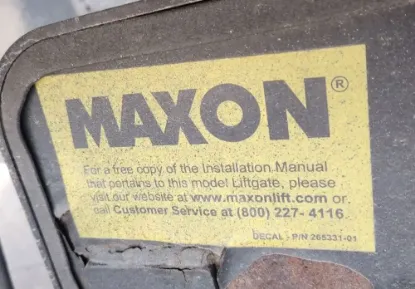 MAXON®
For a free copy of the Installation Manual
that pertains to this model Liftgate, please
visit our website at www.maxonlift.com or
call Customer Service at (800) 227- 4116.
DECAL - P/N 265331-01